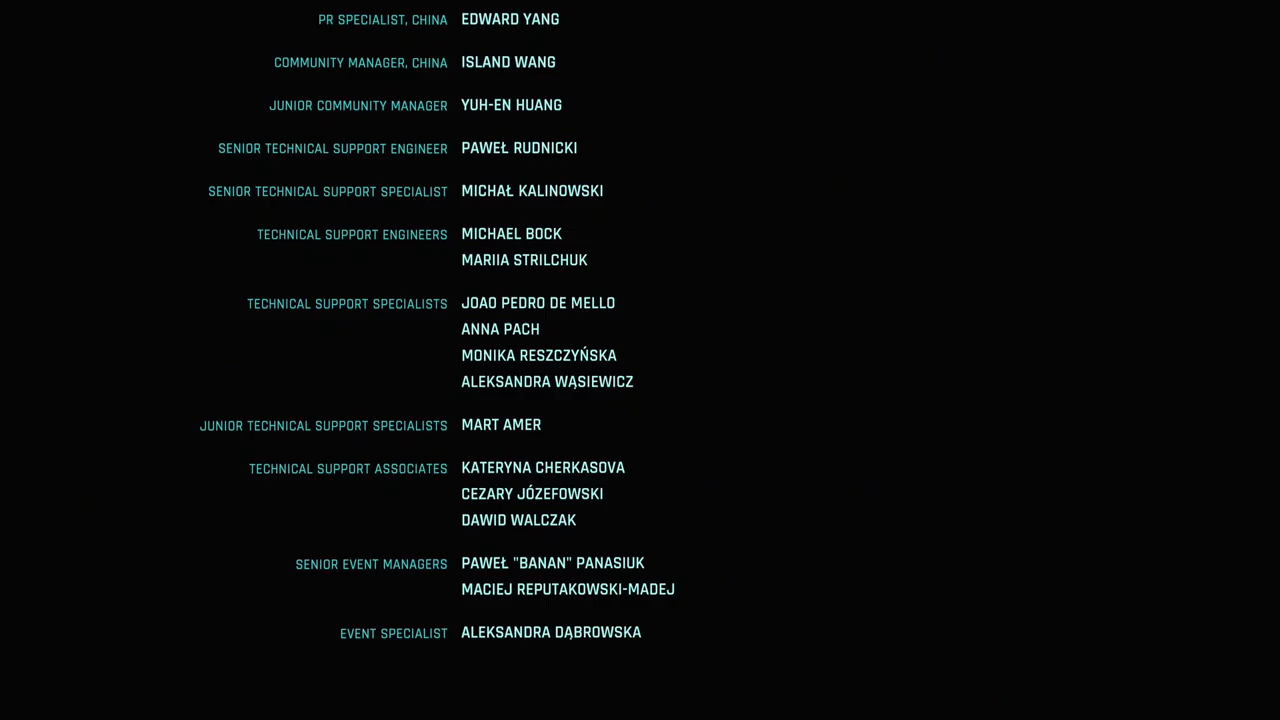 PR SPECIALIST, CHINA EDWARD YANG
COMMUNITY MANAGER, CHINA ISLAND WANG
JUNIOR COMMUNITY MANAGER YUH-EN HUANG
SENIOR TECHNICAL SUPPORT ENGINEER PAWEŁ RUDNICKI
SENIOR TECHNICAL SUPPORT SPECIALIST MICHAŁ KALINOWSKI
TECHNICAL SUPPORT ENGINEERS MICHAEL BOCK
MARIIA STRILCHUK
TECHNICAL SUPPORT SPECIALISTS JOAO PEDRO DE MELLO
ANNA PACH
MONIKA RESZCZYŃSKA
ALEKSANDRA WĄSIEWICZ
JUNIOR TECHNICAL SUPPORT SPECIALISTS MART AMER
TECHNICAL SUPPORT ASSOCIATES KATERYNA CHERKASOVA
CEZARY JÓZEFOWSKI
DAWID WALCZAK
SENIOR EVENT MANAGERS PAWEŁ "BANAN" PANASIUK
MACIEJ REPUTAKOWSKI-MADEJ
EVENT SPECIALIST ALEKSANDRA DĄBROWSKA